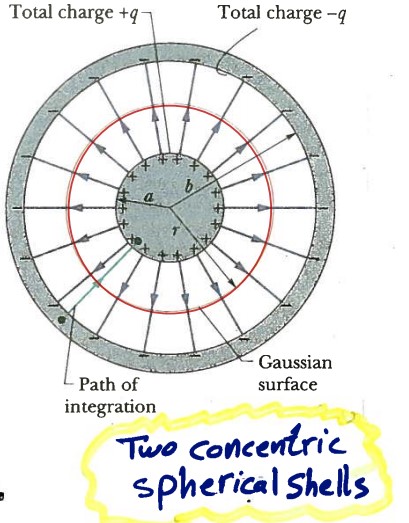 Total charge +q
Total charge –q
b
a
r
Gaussian
surface
Path of
integration
Two concentric
spherical shells